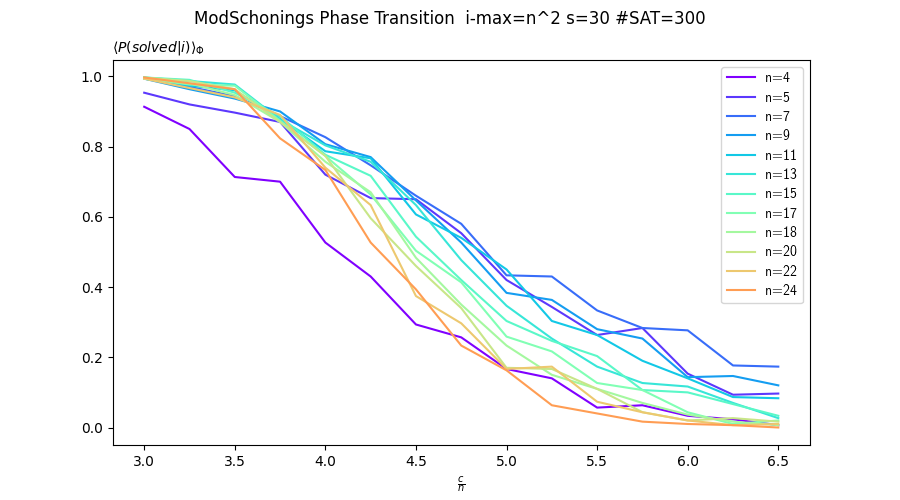 ModSchonings Phase Transition  i-max=n^2 s=30 #SAT=300
⟨P(solved|i)⟩_Φ
1.0
0.8
0.6
0.4
0.2
0.0
3.0 3.5 4.0 4.5 5.0 5.5 6.0 6.5
c/n
n=4
n=5
n=7
n=9
n=11
n=13
n=15
n=17
n=18
n=20
n=22
n=24